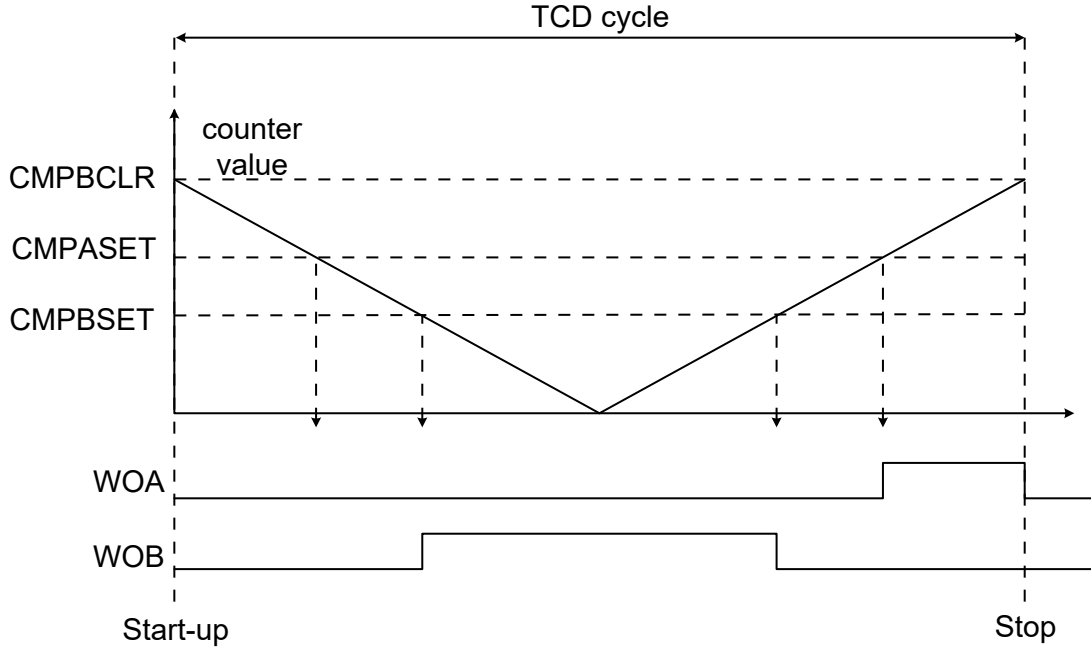 TCD cycle
counter
value
CMPBCLR
CMPASET
CMPBSET
WOA
WOB
Start-up
Stop